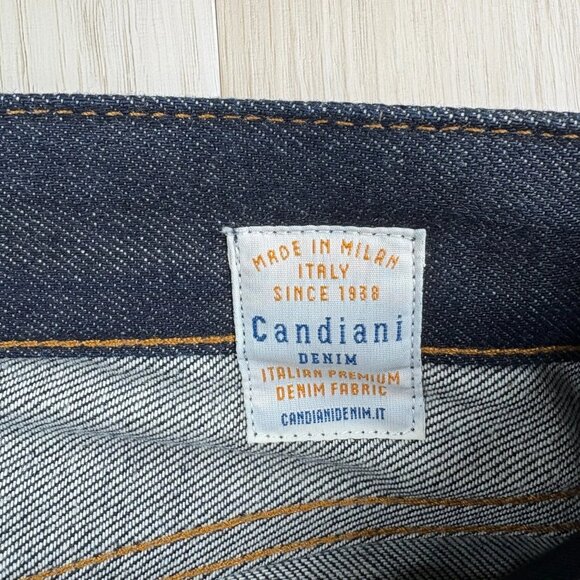 MADE IN MILAN
ITALY
SINCE 1938
Candiani
DENIM
ITALIAN PREMIUM
DENIM FABRIC
CANDIANIDENIM.IT